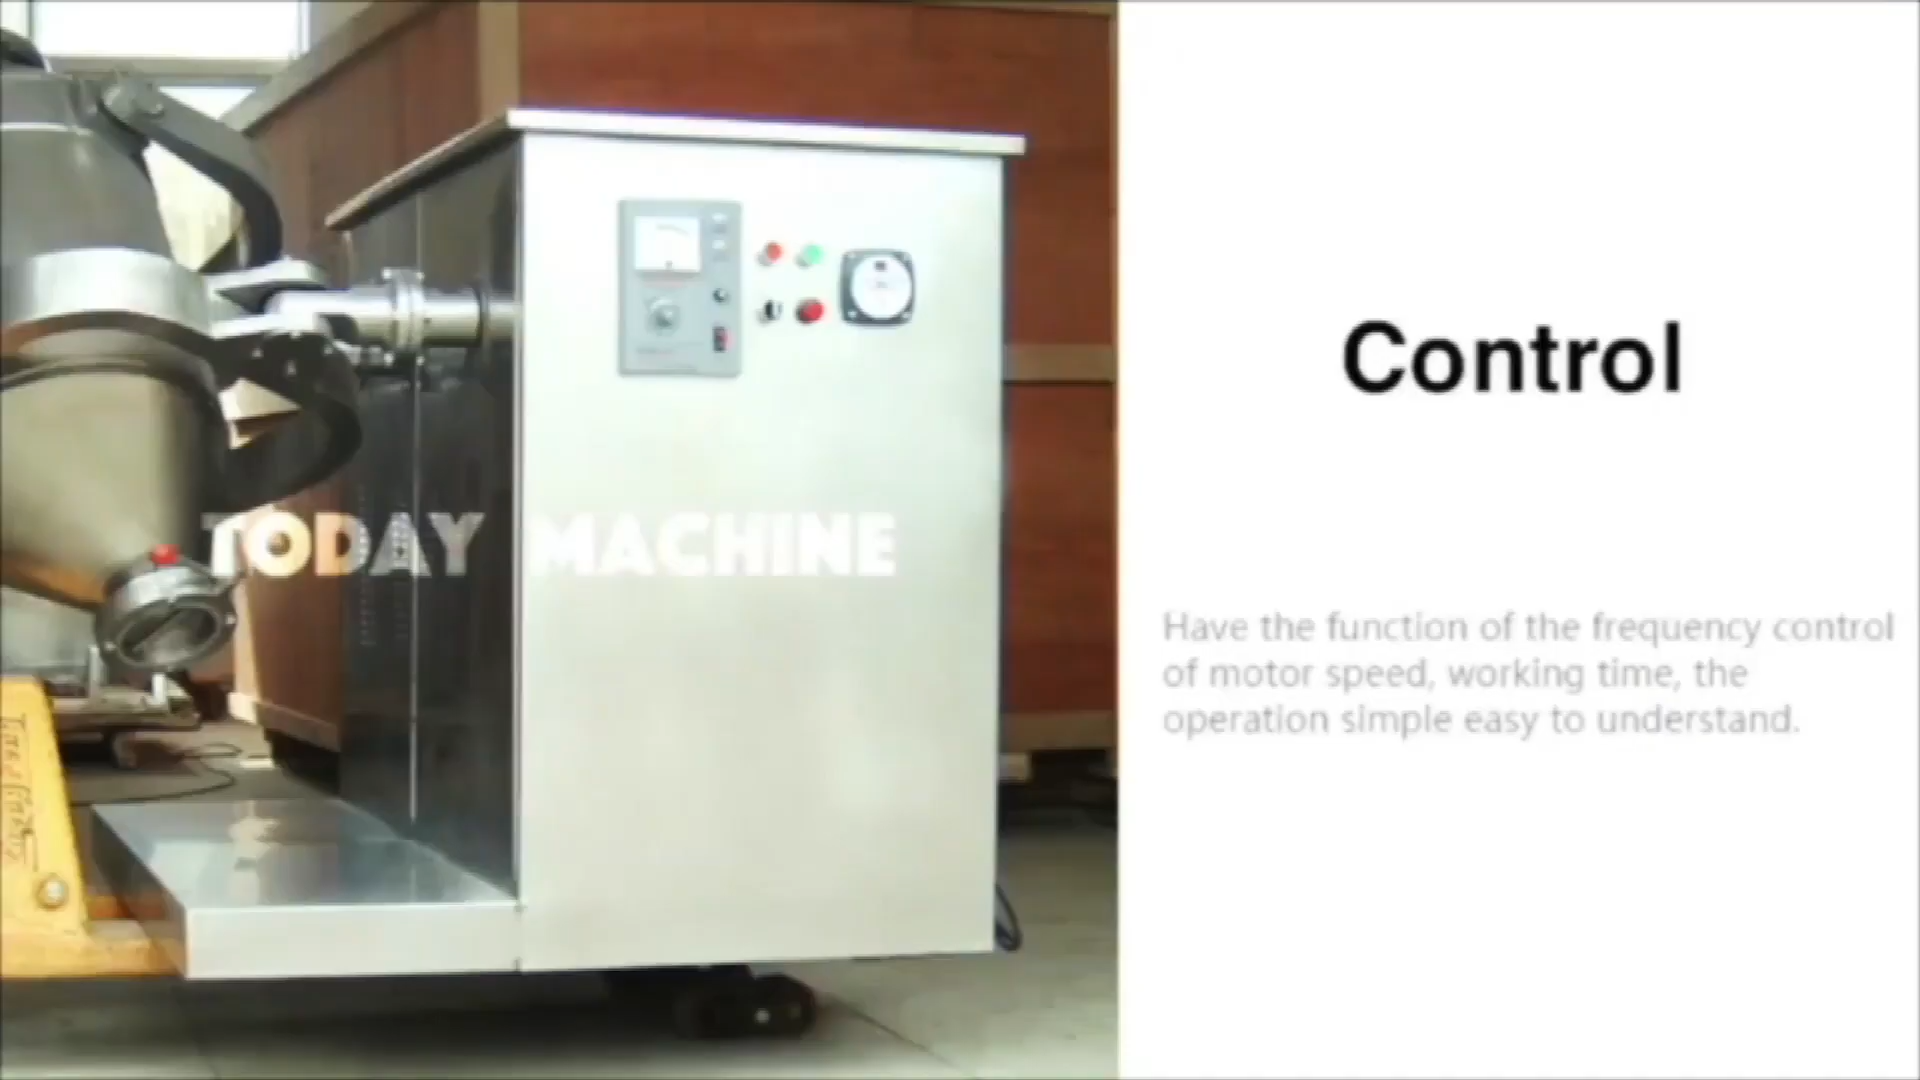 TODAY MACHINE
Control
Have the function of the frequency control
of motor speed, working time, the
operation simple easy to understand.